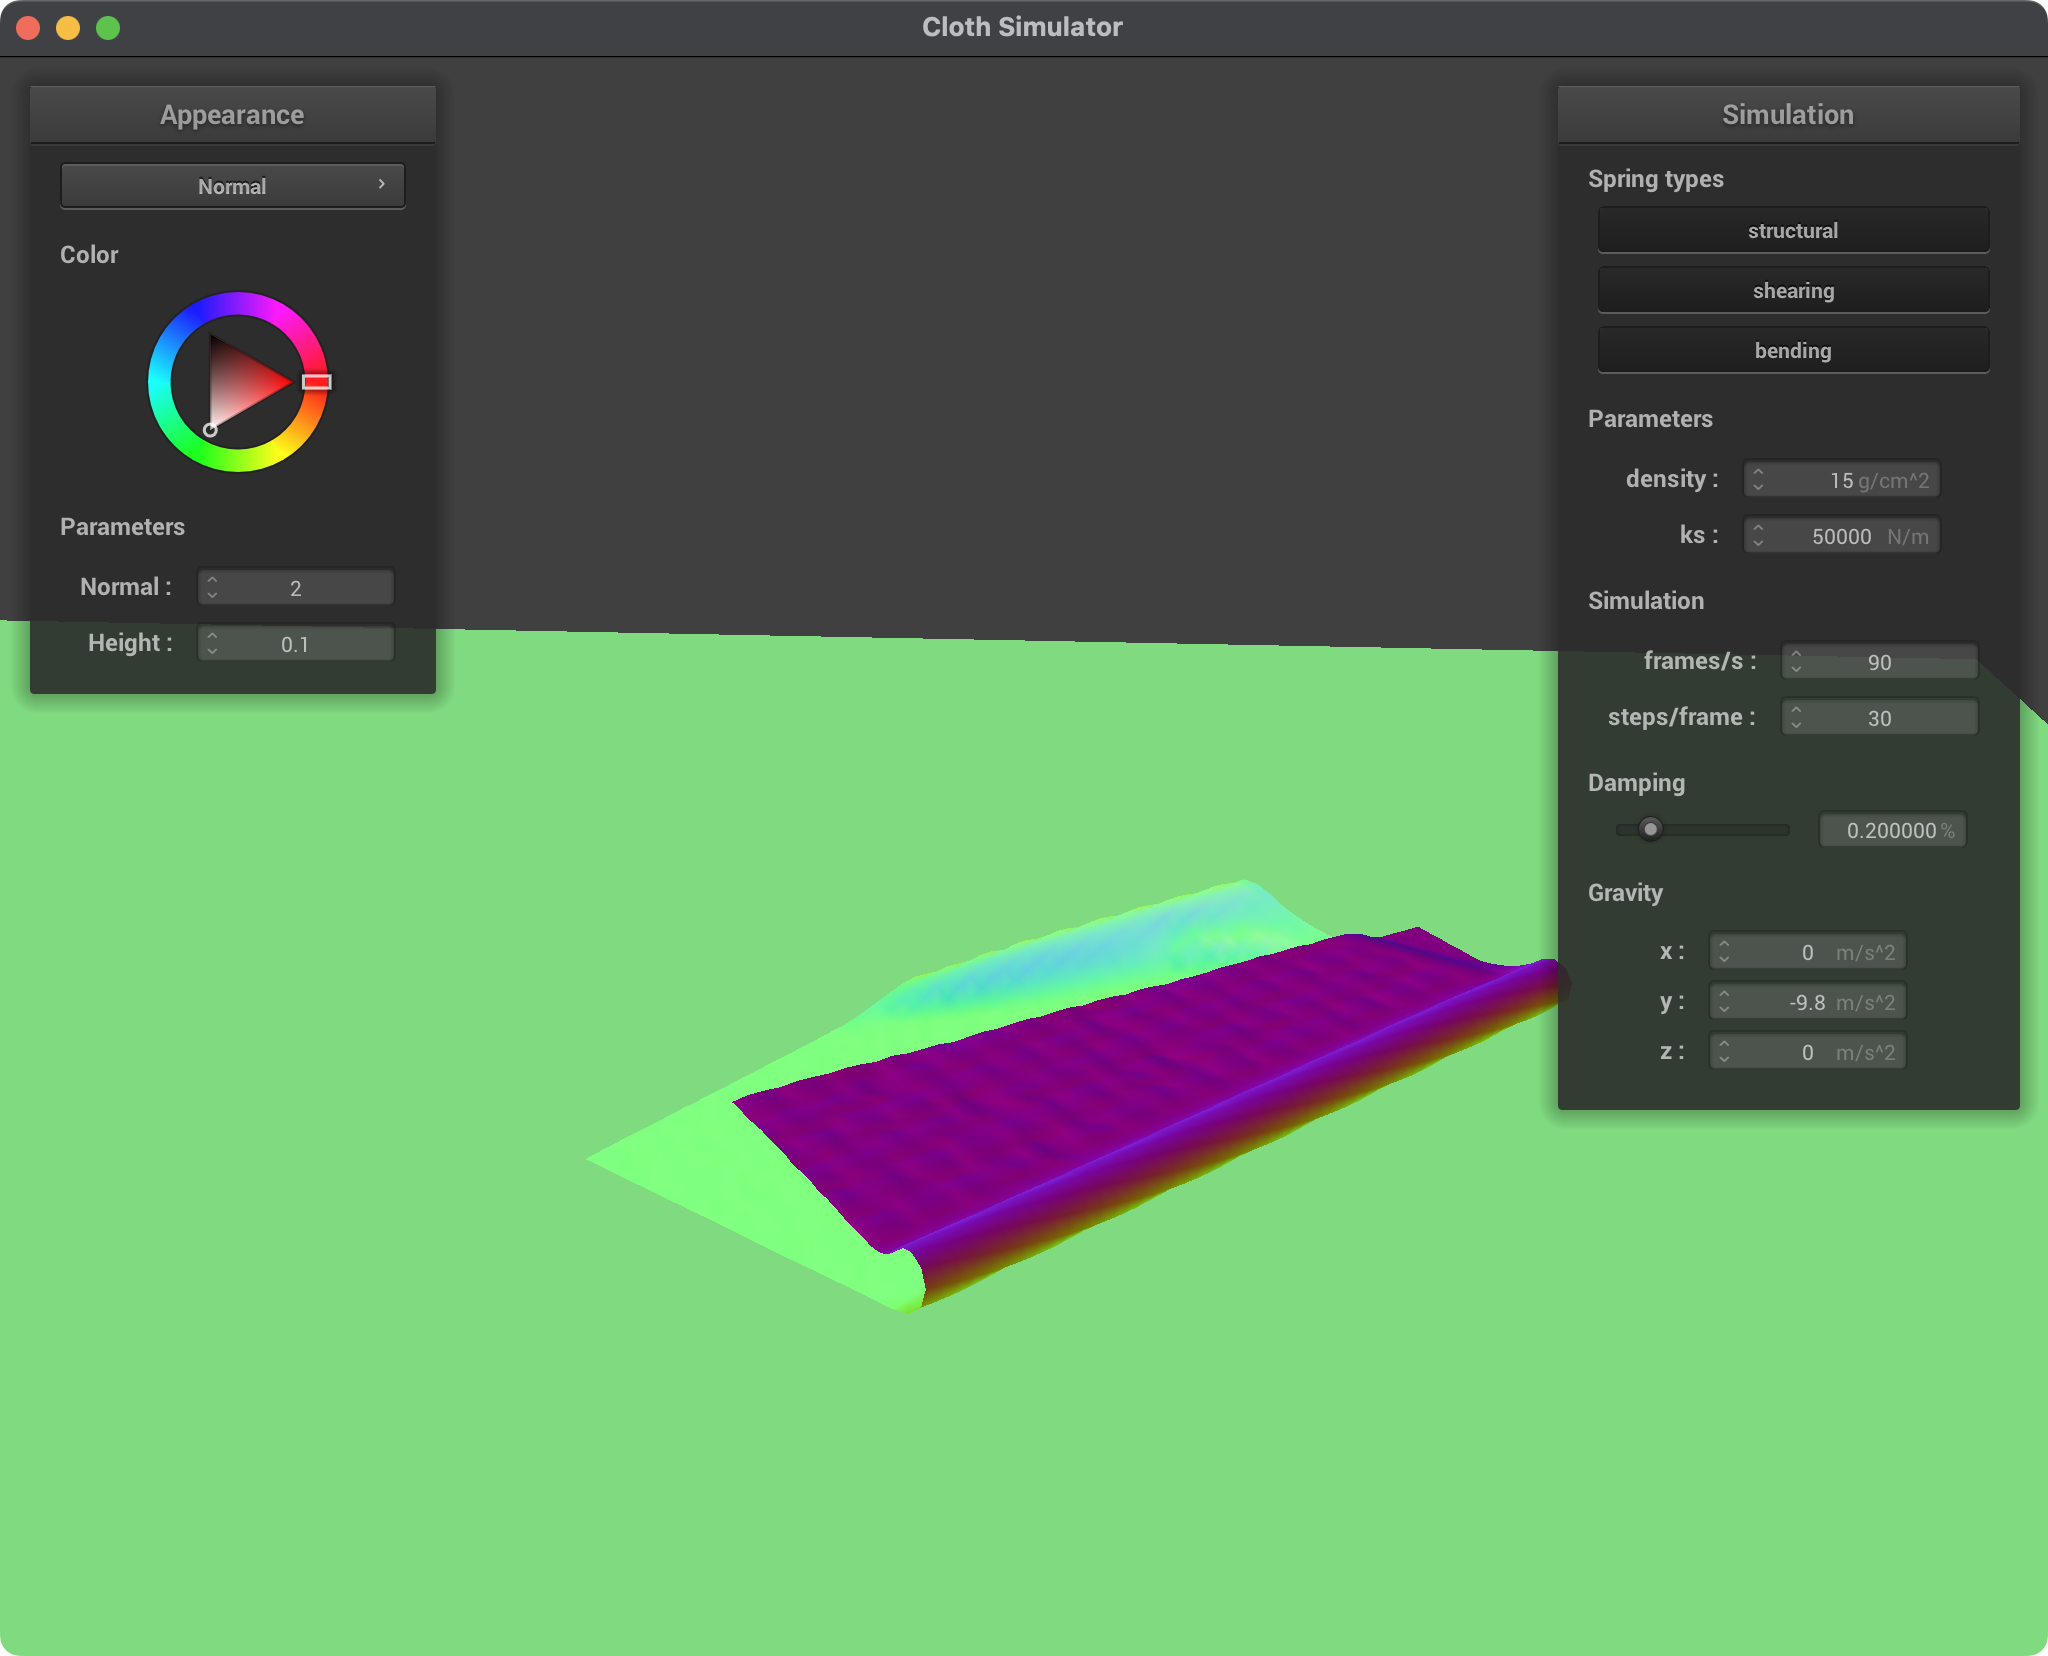 Cloth Simulator
Appearance
Normal
Color
Parameters
Normal : 2
Height : 0.1
Simulation
Spring types
structural
shearing
bending
Parameters
density : 15 g/cm^2
ks : 50000 N/m
Simulation
frames/s : 90
steps/frame : 30
Damping
0.200000 %
Gravity
x : 0 m/s^2
y : -9.8 m/s^2
z : 0 m/s^2